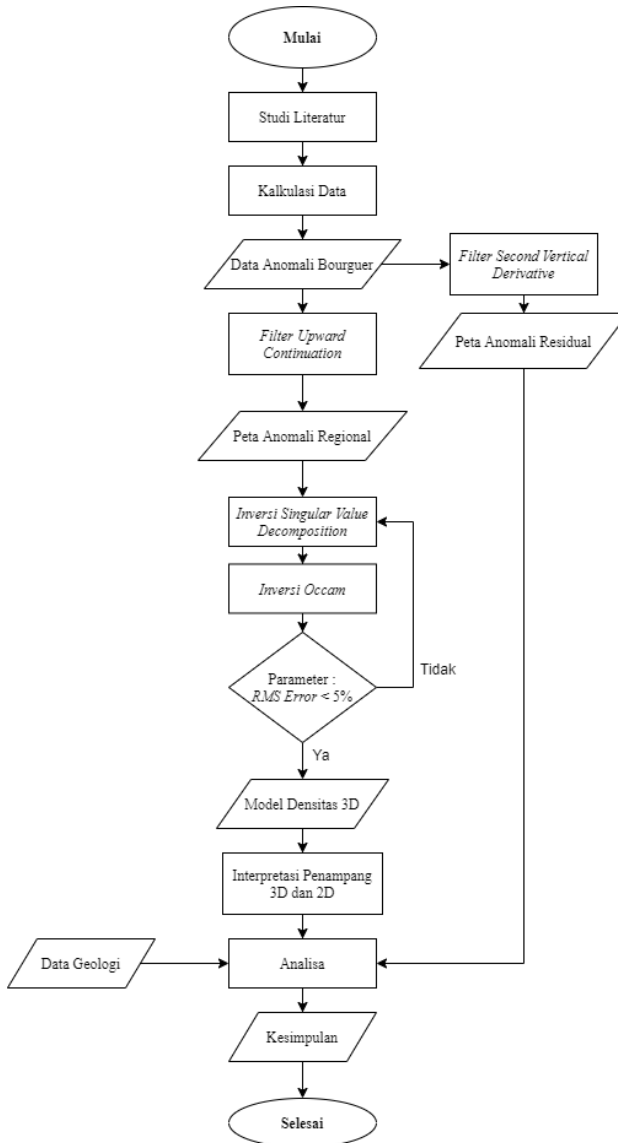 Mulai
Studi Literatur
Kalkulasi Data
Data Anomali Bourguer
Filter Second Vertical
Derivative
Filter Upward
Continuation
Peta Anomali Residual
Peta Anomali Regional
Inversi Singular Value
Decomposition
Inversi Occam
Parameter :
RMS Error < 5%
Tidak
Ya
Model Densitas 3D
Interpretasi Penampang
3D dan 2D
Data Geologi
Analisa
Kesimpulan
Selesai